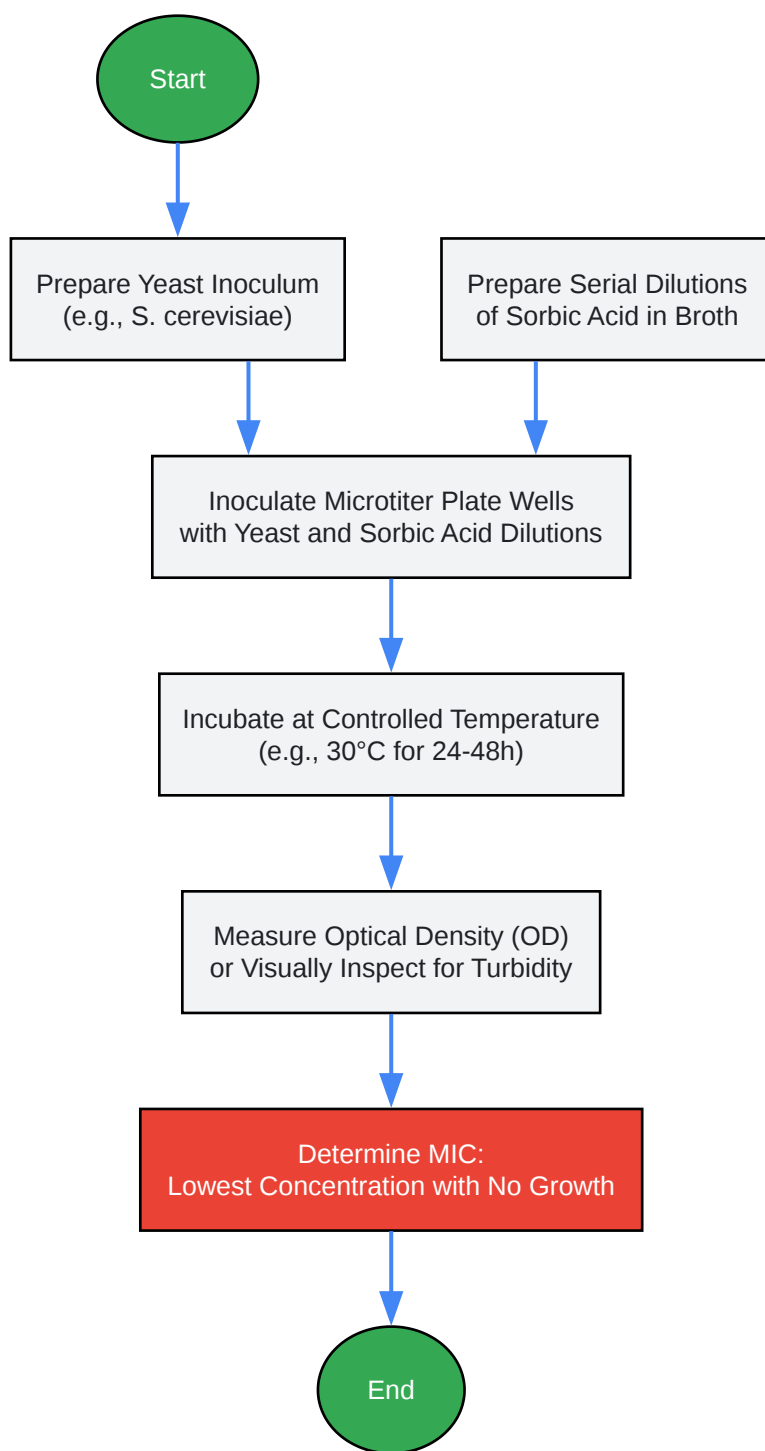 Start
Prepare Yeast Inoculum
(e.g., S. cerevisiae)
Prepare Serial Dilutions
of Sorbic Acid in Broth
Inoculate Microtiter Plate Wells
with Yeast and Sorbic Acid Dilutions
Incubate at Controlled Temperature
(e.g., 30°C for 24-48h)
Measure Optical Density (OD)
or Visually Inspect for Turbidity
Determine MIC:
Lowest Concentration with No Growth
End